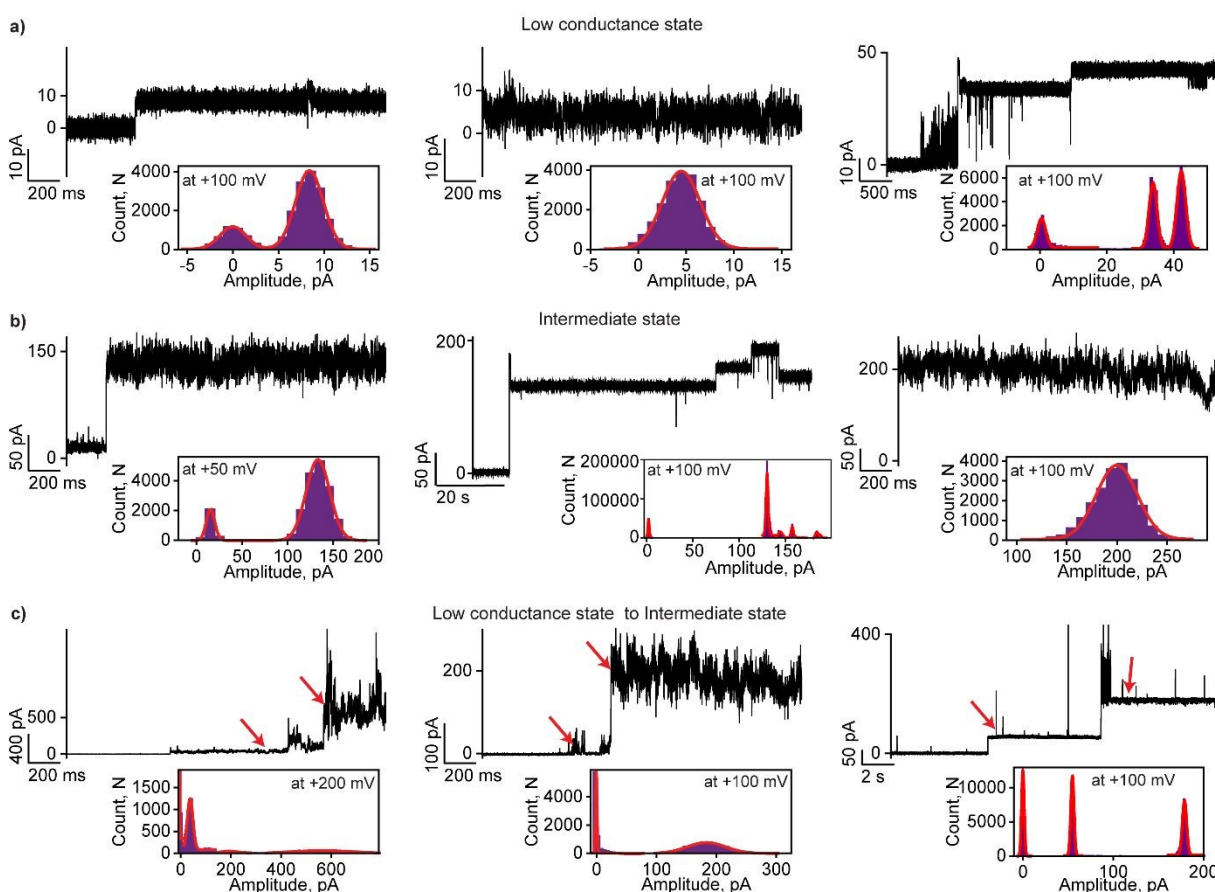 a)
Low conductance state
10
0
10 pA
200 ms
at +100 mV
Count, N
4000
2000
0
-5 0 5 10 15
Amplitude, pA
10
0
10 pA
200 ms
at +100 mV
Count, N
4000
2000
0
-5 0 5 10 15
Amplitude, pA
50
0
10 pA
500 ms
at +100 mV
Count, N
6000
4000
2000
0
0 20 40
Amplitude, pA
b)
Intermediate state
150
0
50 pA
200 ms
at +50 mV
Count, N
4000
2000
0
0 50 100 150 200
Amplitude, pA
200
0
50 pA
20 s
at +100 mV
Count, N
200000
100000
0
0 50 100 150
Amplitude, pA
200
0
50 pA
200 ms
at +100 mV
Count, N
4000
3000
2000
1000
0
100 150 200 250
Amplitude, pA
c)
Low conductance state to Intermediate state
500
0
400 pA
200 ms
at +200 mV
Count, N
1500
1000
500
0
0 200 400 600
Amplitude, pA
200
0
100 pA
200 ms
at +100 mV
Count, N
4000
2000
0
0 100 200 300
Amplitude, pA
400
0
50 pA
2 s
at +100 mV
Count, N
10000
5000
0
0 50 100 150 200
Amplitude, pA